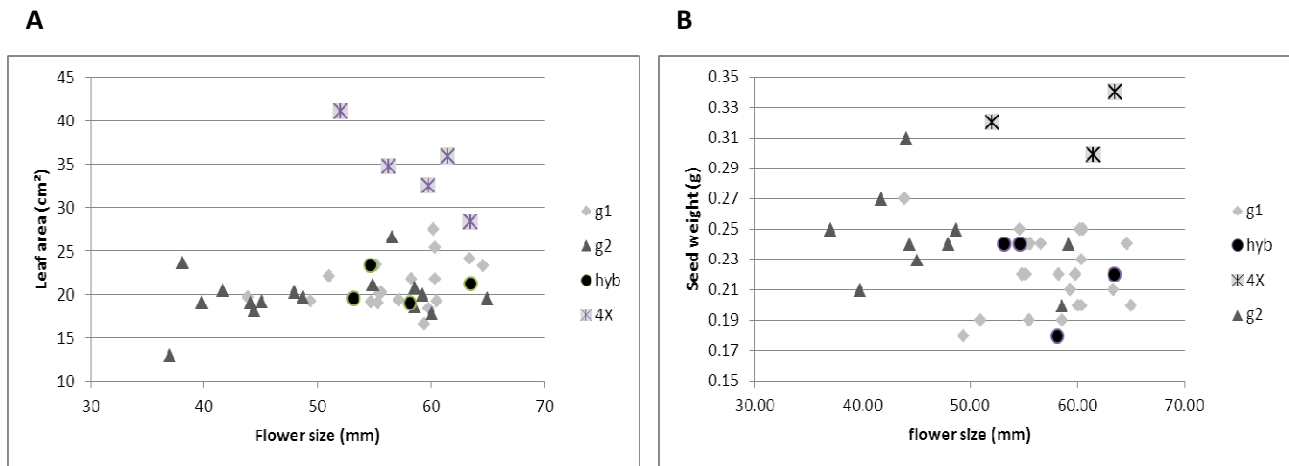 A
B
Leaf area (cm²)
45
40
35
30
25
20
15
10
30
40
50
60
70
Flower size (mm)
g1
g2
hyb
4X
Seed weight (g)
0.35
0.33
0.31
0.29
0.27
0.25
0.23
0.21
0.19
0.17
0.15
30.00
40.00
50.00
60.00
70.00
flower size (mm)
g1
hyb
4X
g2